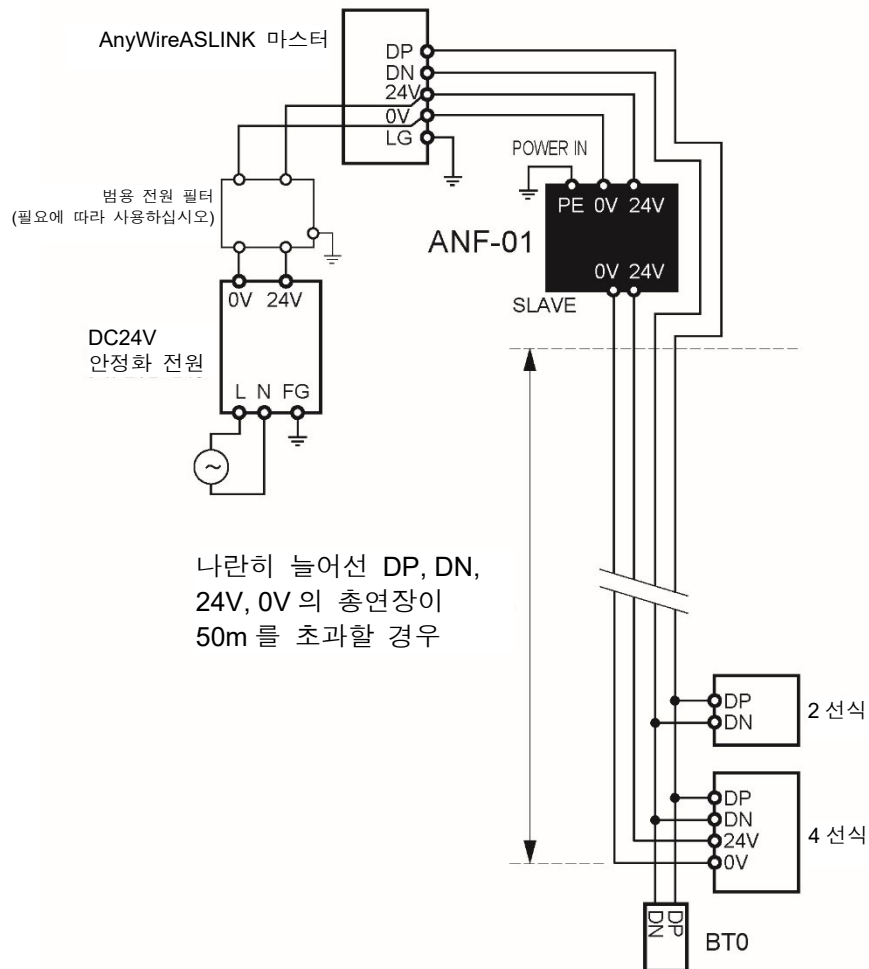 AnyWireASLINK 마스터
DP
DN
24V
0V
LG
범용 전원 필터
(필요에 따라 사용하십시오)
POWER IN
PE 0V 24V
ANF-01
0V 24V
SLAVE
0V 24V
DC24V
안정화 전원
L N FG
나란히 늘어선 DP, DN,
24V, 0V 의 총연장이
50m 를 초과할 경우
DP
DN
2 선식
DP
DN
24V
0V
4 선식
DN
DP
BT0